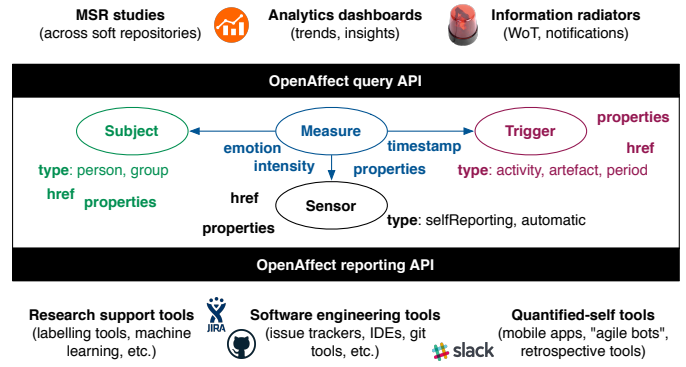 MSR studies
(across soft repositories)
Analytics dashboards
(trends, insights)
Information radiators
(WoT, notifications)
OpenAffect query API
Subject
Measure
Trigger
properties
href
emotion
intensity
timestamp
properties
type: person, group
href
properties
type: activity, artefact, period
href
properties
Sensor
type: selfReporting, automatic
OpenAffect reporting API
Research support tools
(labelling tools, machine
learning, etc.)
JIRA
Software engineering tools
(issue trackers, IDEs, git
tools, etc.)
slack
Quantified-self tools
(mobile apps, "agile bots",
retrospective tools)